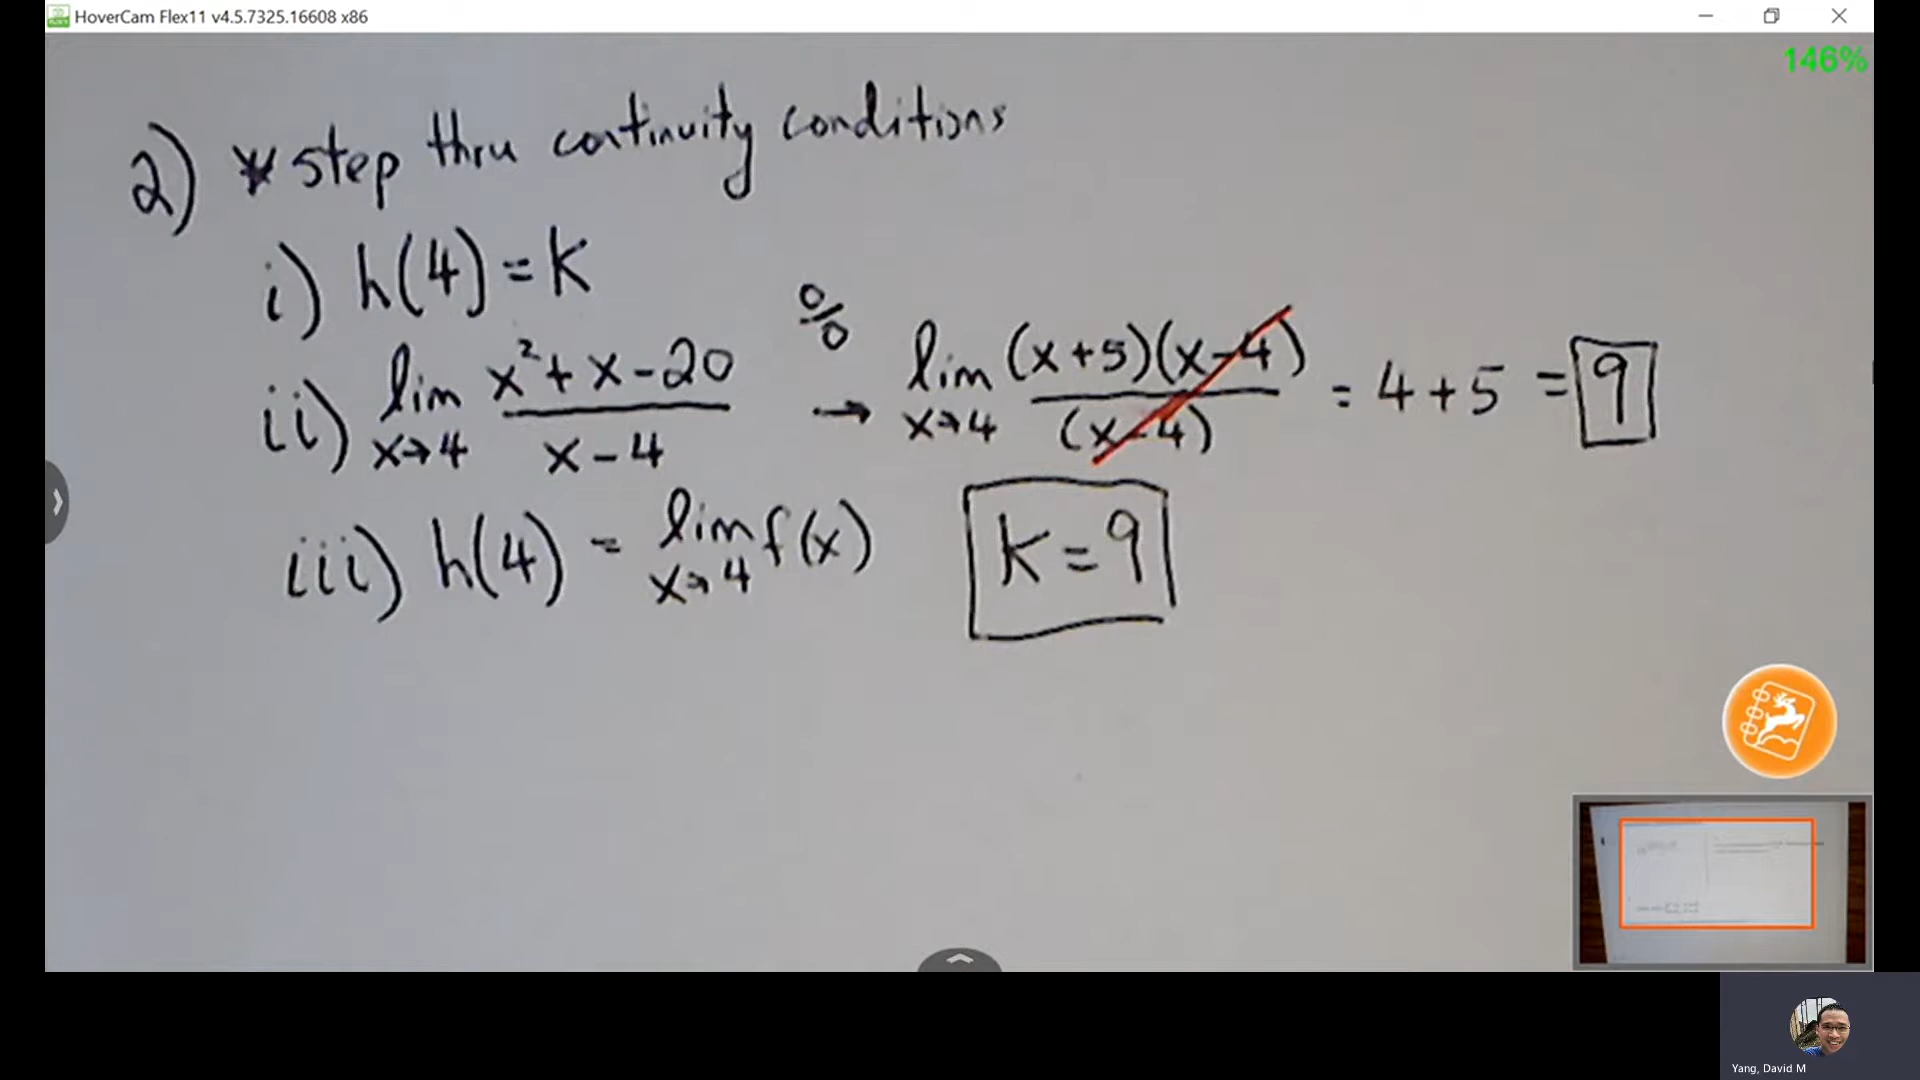 HoverCam Flex11 v4.5.7325.16608 x86
146%
2) * step thru continuity conditions
i) h(4) = k
ii) lim x→4 (x² + x - 20)/(x - 4) 0/0 → lim x→4 (x+5)(x-4)/(x-4) = 4 + 5 = 9
iii) h(4) = lim x→4 f(x) k = 9
Yang, David M